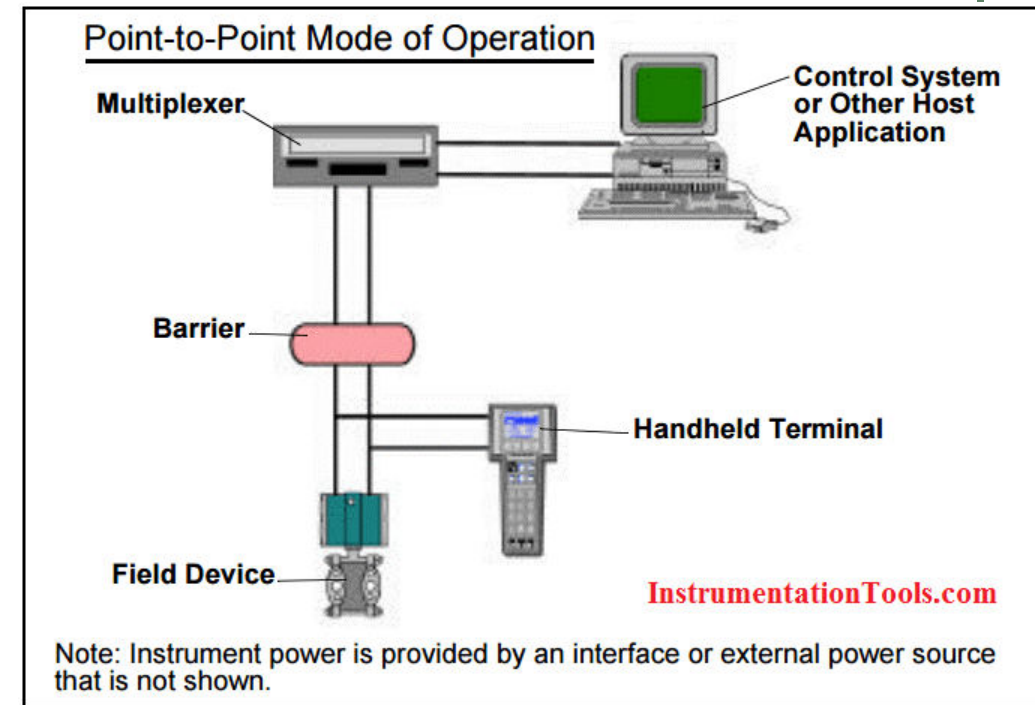 Point-to-Point Mode of Operation
Multiplexer
Control System
or Other Host
Application
Barrier
Handheld Terminal
Field Device
InstrumentationTools.com
Note: Instrument power is provided by an interface or external power source
that is not shown.